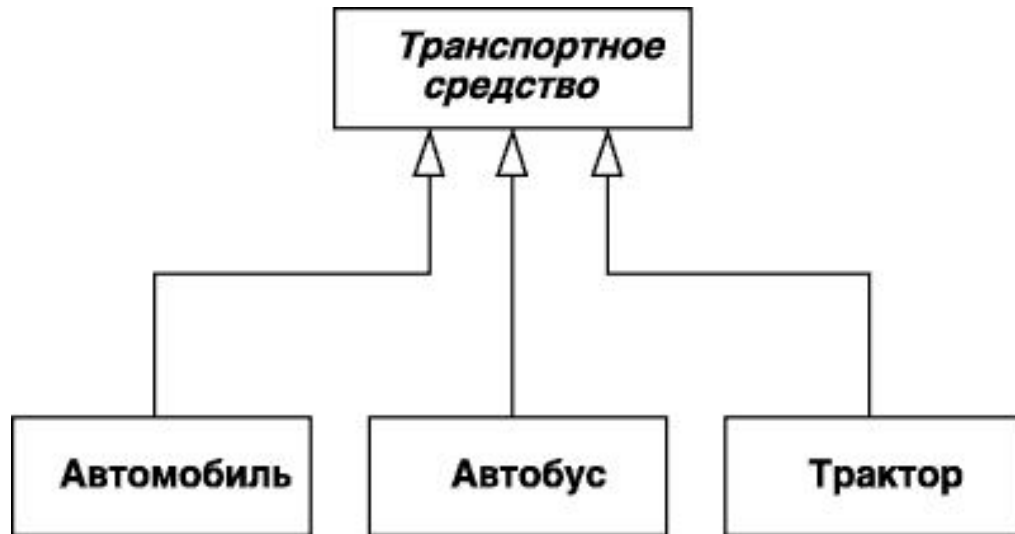 Транспортное
средство
Автомобиль
Автобус
Трактор